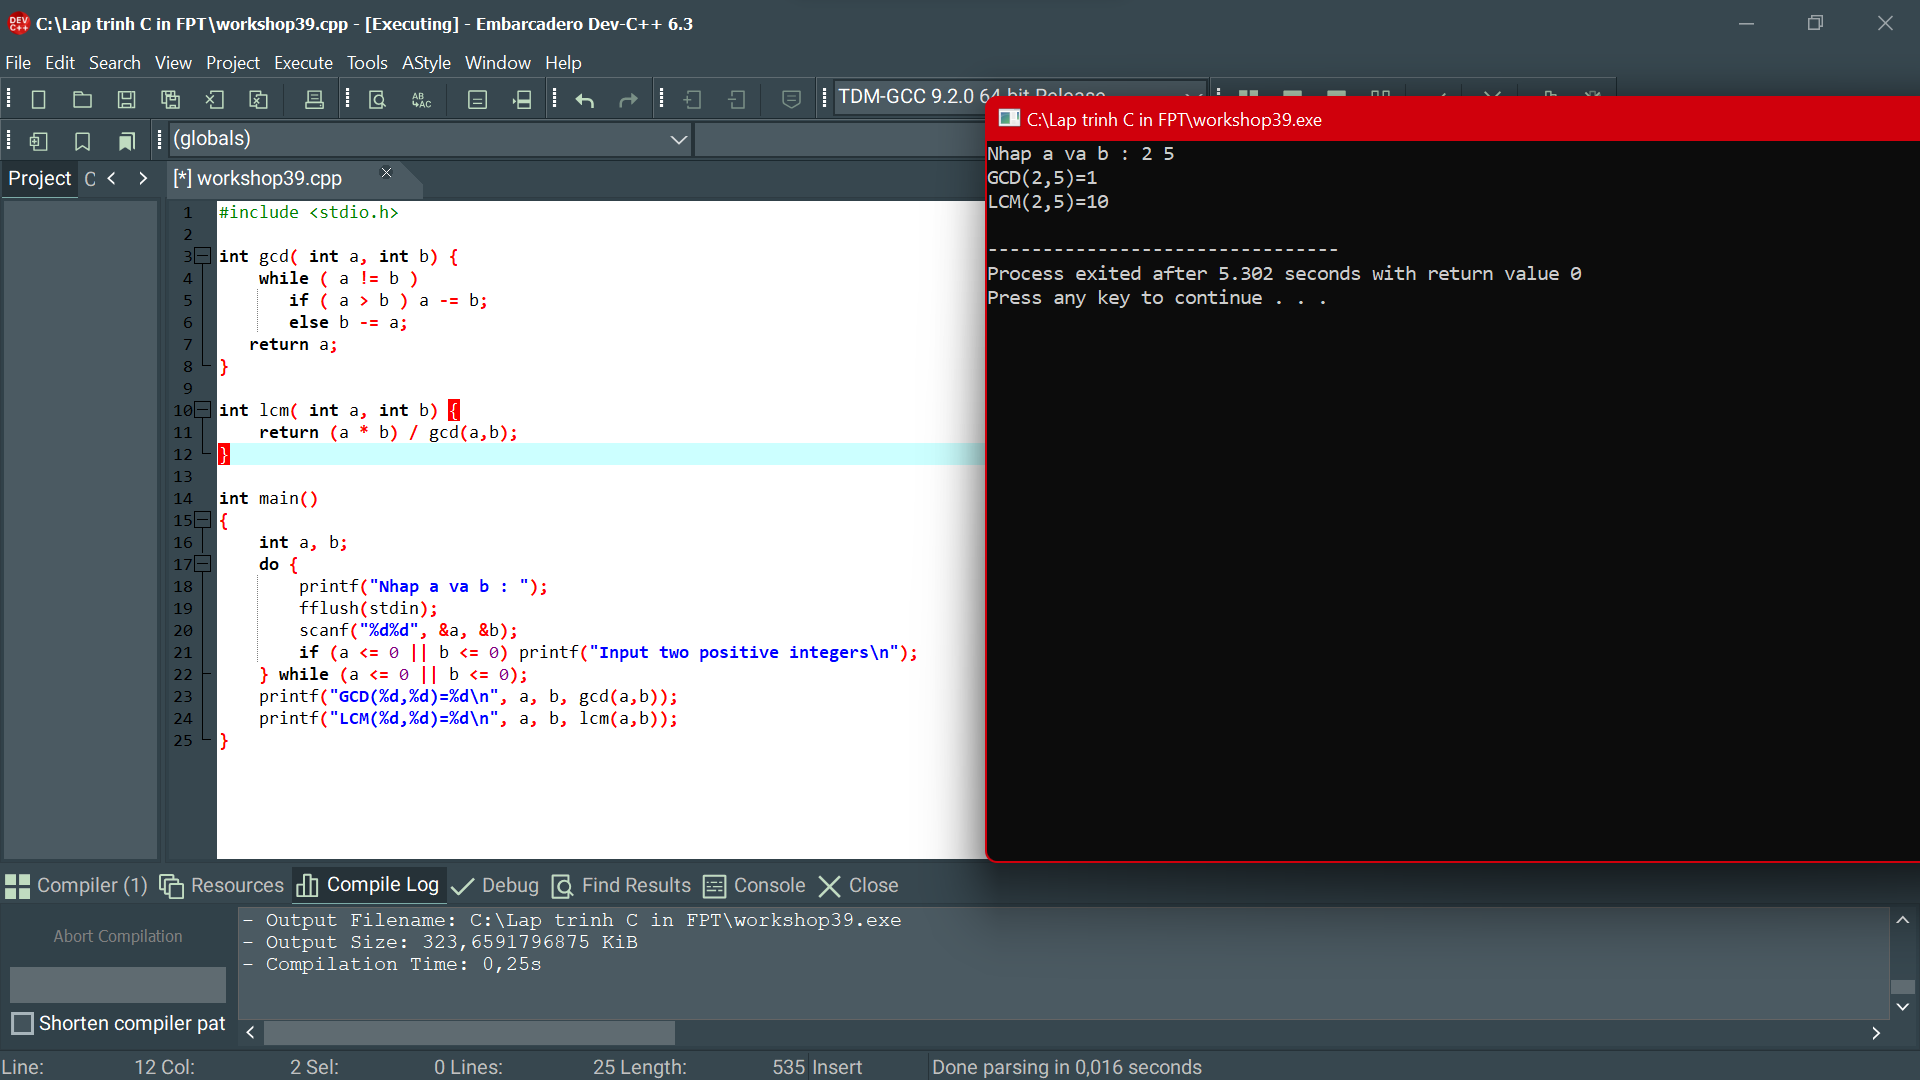 C:\Lap trinh C in FPT\workshop39.cpp - [Executing] - Embarcadero Dev-C++ 6.3
File Edit Search View Project Execute Tools AStyle Window Help
TDM-GCC 9.2.0 64-bit Release
(globals)
Project C
[*] workshop39.cpp
1 #include <stdio.h>
2
3 int gcd( int a, int b) {
4 while ( a != b )
5 if ( a > b ) a -= b;
6 else b -= a;
7 return a;
8 }
9
10 int lcm( int a, int b) {
11 return (a * b) / gcd(a,b);
12 }
13
14 int main()
15 {
16 int a, b;
17 do {
18 printf("Nhap a va b : ");
19 fflush(stdin);
20 scanf("%d%d", &a, &b);
21 if (a <= 0 || b <= 0) printf("Input two positive integers\n");
22 } while (a <= 0 || b <= 0);
23 printf("GCD(%d,%d)=%d\n", a, b, gcd(a,b));
24 printf("LCM(%d,%d)=%d\n", a, b, lcm(a,b));
25 }
C:\Lap trinh C in FPT\workshop39.exe
Nhap a va b : 2 5
GCD(2,5)=1
LCM(2,5)=10
--------------------------------
Process exited after 5.302 seconds with return value 0
Press any key to continue . . .
Compiler (1) Resources Compile Log Debug Find Results Console Close
Abort Compilation
Shorten compiler pat
- Output Filename: C:\Lap trinh C in FPT\workshop39.exe
- Output Size: 323,6591796875 KiB
- Compilation Time: 0,25s
Line: 12 Col: 2 Sel: 0 Lines: 25 Length: 535 Insert Done parsing in 0,016 seconds